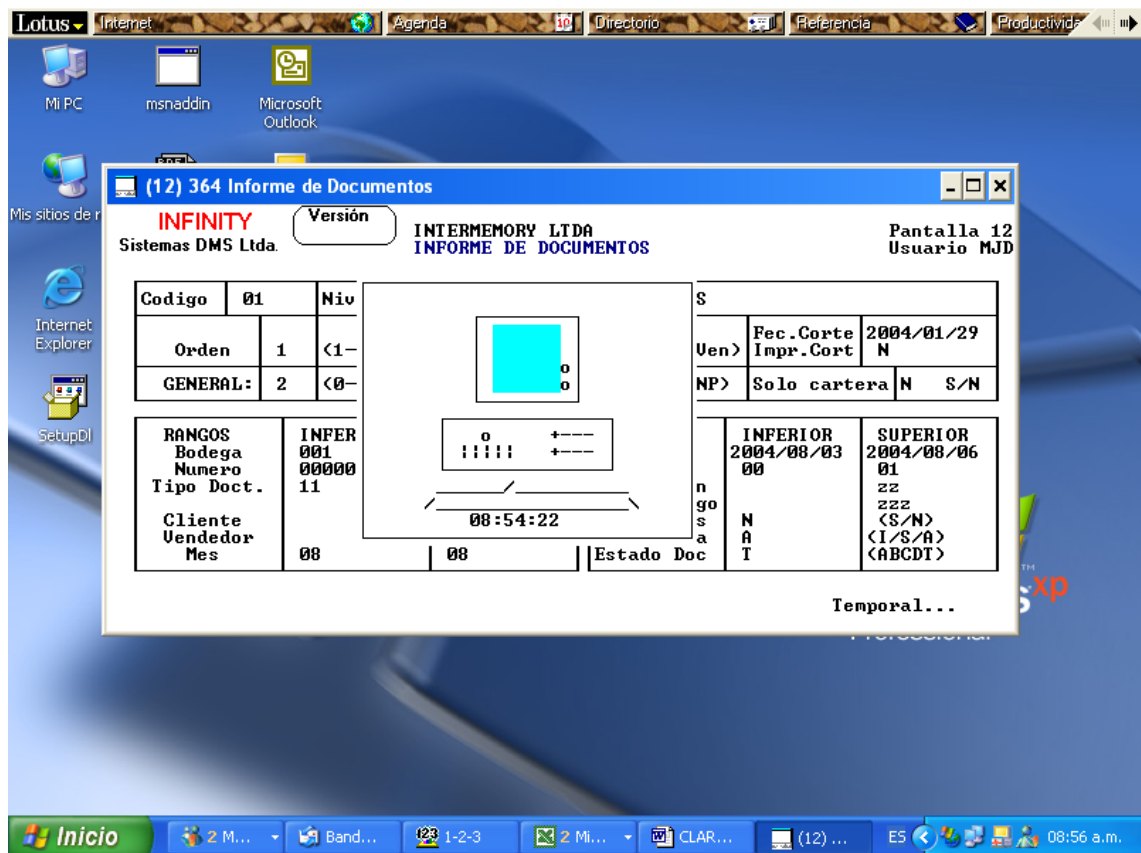 Lotus Internet Agenda 10 Directorio Referencia
Mi PC
msnaddin
Microsoft
Outlook
Mis sitios de r
Internet
Explorer
SetupDl
(12) 364 Informe de Documentos
INFINITY
Sistemas DMS Ltda.
Versión
INTERMEMORY LTDA
INFORME DE DOCUMENTOS
Pantalla 12
Usuario MJD
Codigo 01 Niv S
Orden 1 (1- Ven) Fec.Corte 2004/01/29
Impr.Cort N
GENERAL: 2 (0- NP) Solo cartera N S/N
RANGOS INFER INFERIOR SUPERIOR
Bodega 001 2004/08/03 2004/08/06
Numero 00000 00 01
Tipo Doct. 11 n zz
go zzz
Cliente s N (S/N)
Vendedor a A (I/S/A)
Mes 08 08 Estado Doc T (ABCDT)
08:54:22
Temporal...
xp
Inicio 2 M... Band... 123 1-2-3 2 Mi... CLAR... (12) ... ES 08:56 a.m.